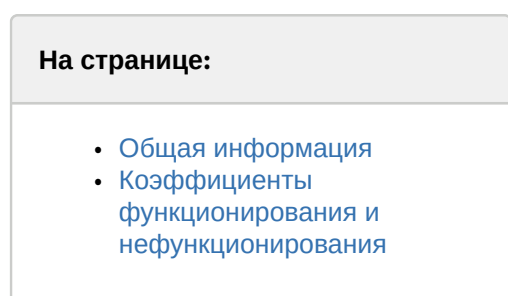 На странице:
• Общая информация
• Коэффициенты
функционирования и
нефункционирования